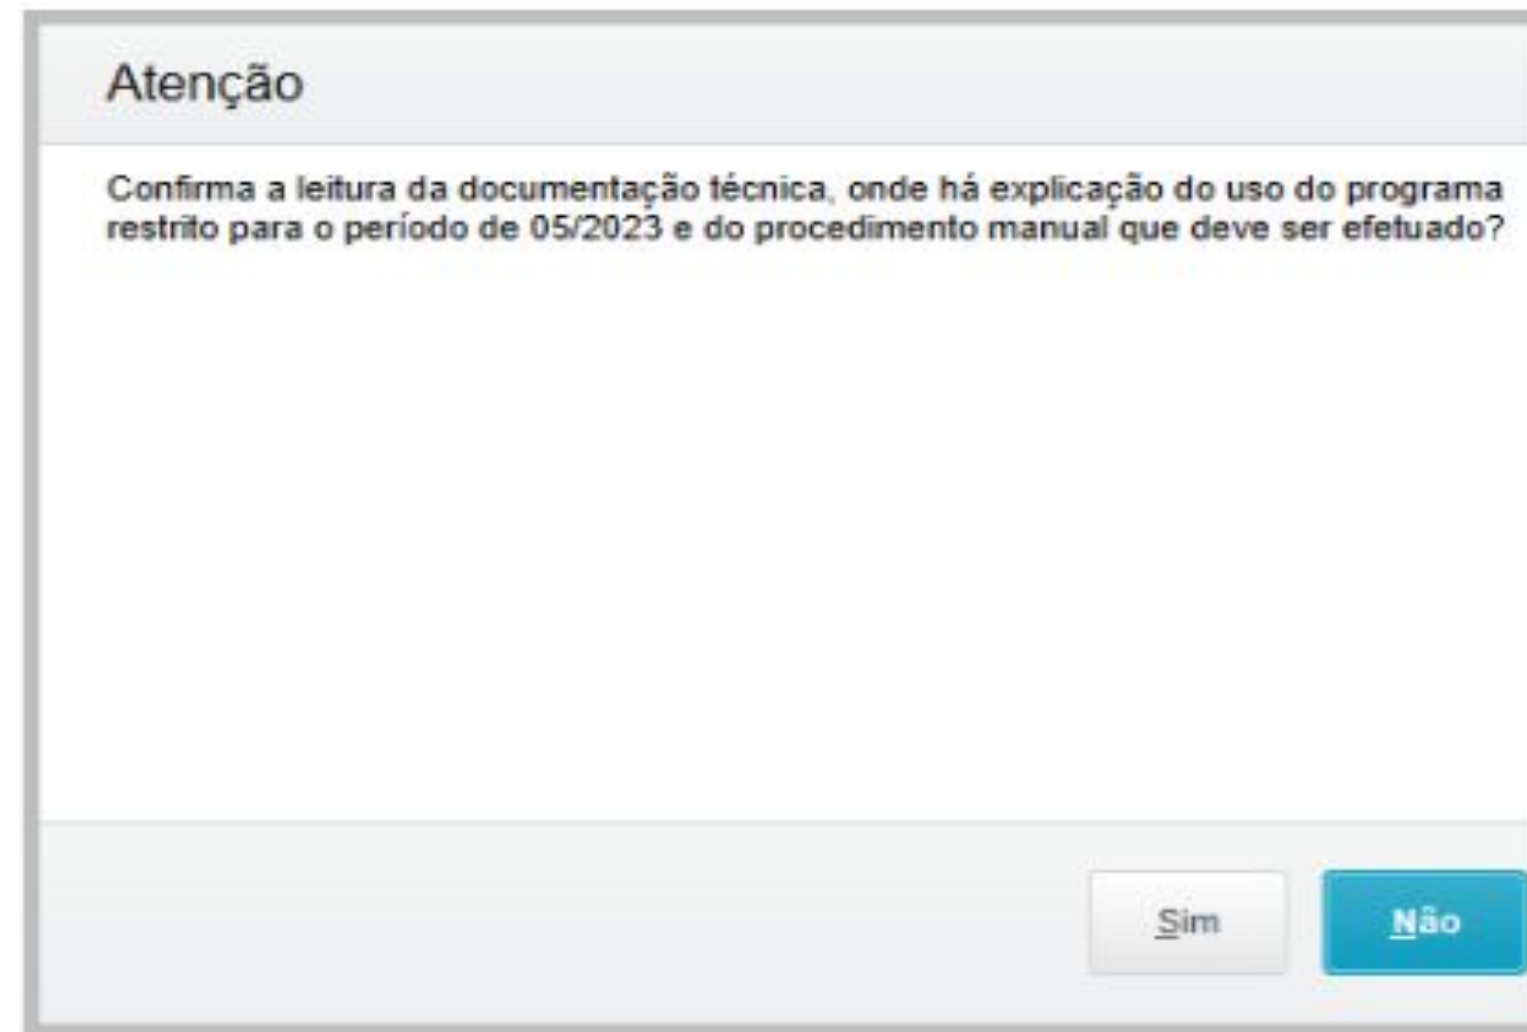 Atenção
Confirma a leitura da documentação técnica, onde há explicação do uso do programa
restrito para o período de 05/2023 e do procedimento manual que deve ser efetuado?
Sim
Não